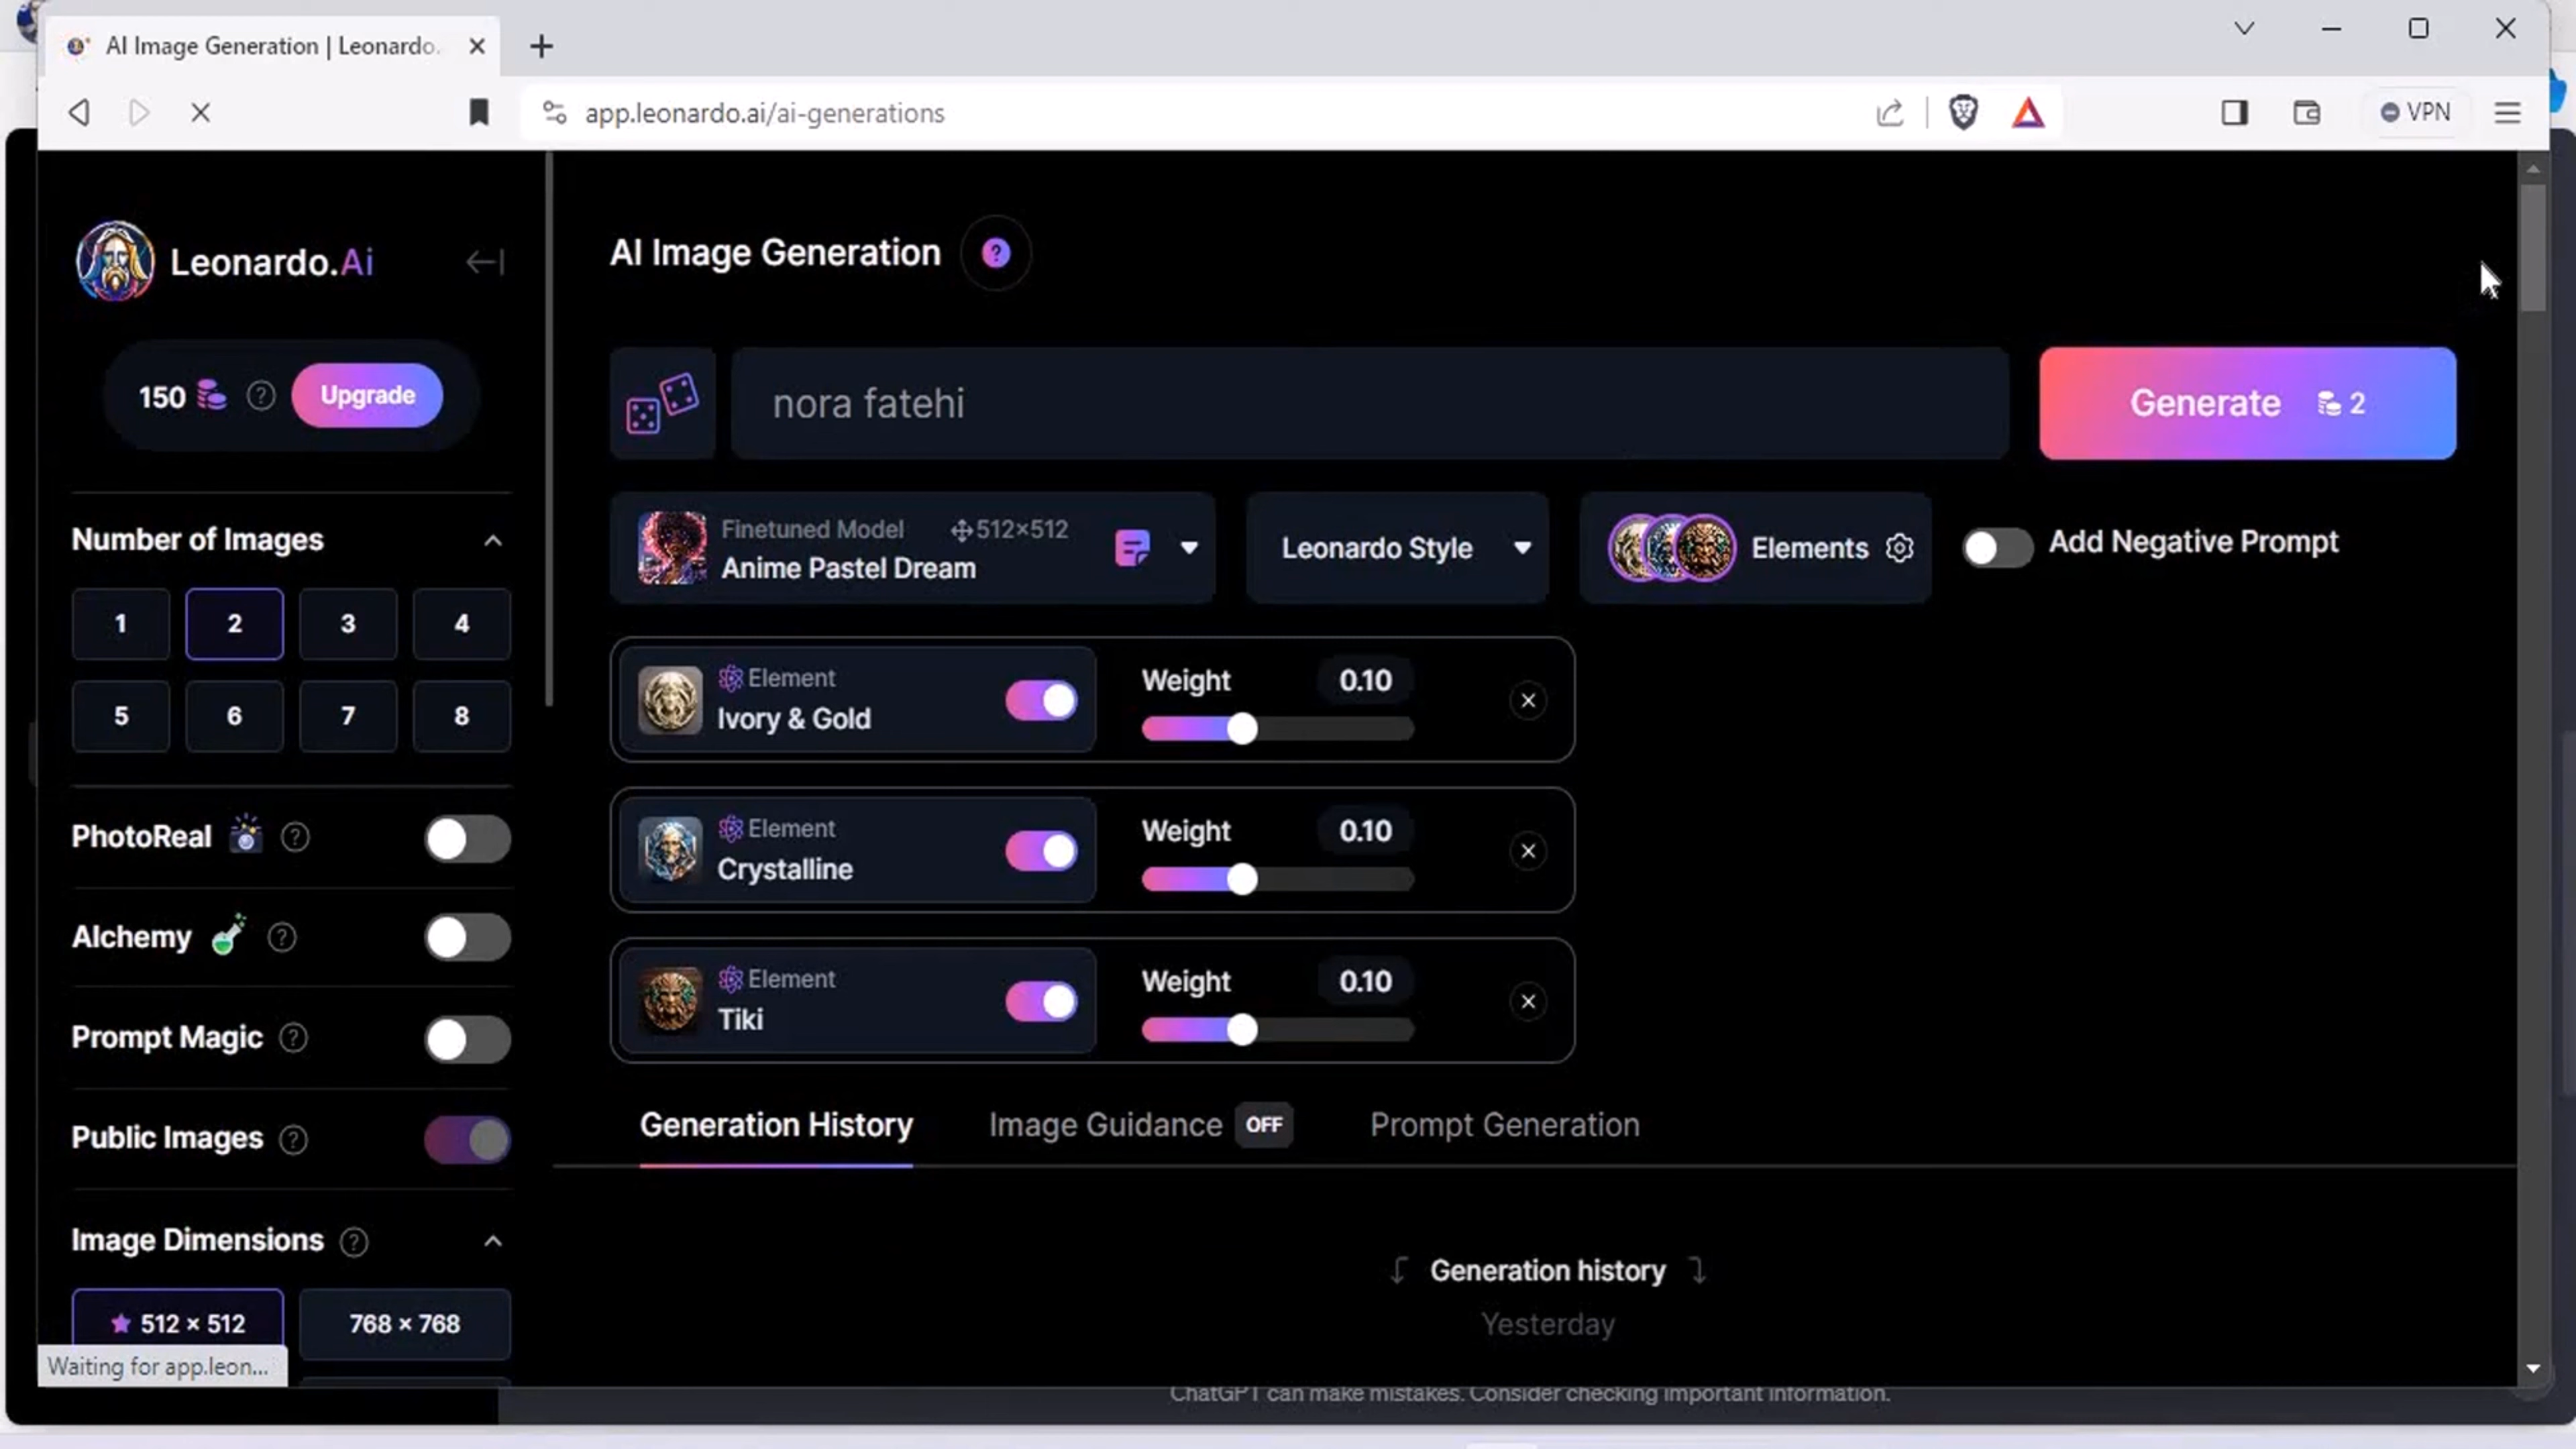 AI Image Generation | Leonardo.
app.leonardo.ai/ai-generations
VPN
Leonardo.Ai
150
Upgrade
Number of Images
1 2 3 4
5 6 7 8
PhotoReal
Alchemy
Prompt Magic
Public Images
Image Dimensions
512 × 512 768 × 768
Waiting for app.leon...
AI Image Generation
nora fatehi
Generate 2
Finetuned Model 512×512
Anime Pastel Dream
Leonardo Style
Elements
Add Negative Prompt
Element
Ivory & Gold
Weight 0.10
Element
Crystalline
Weight 0.10
Element
Tiki
Weight 0.10
Generation History
Image Guidance OFF
Prompt Generation
Generation history
Yesterday
ChatGPT can make mistakes. Consider checking important information.